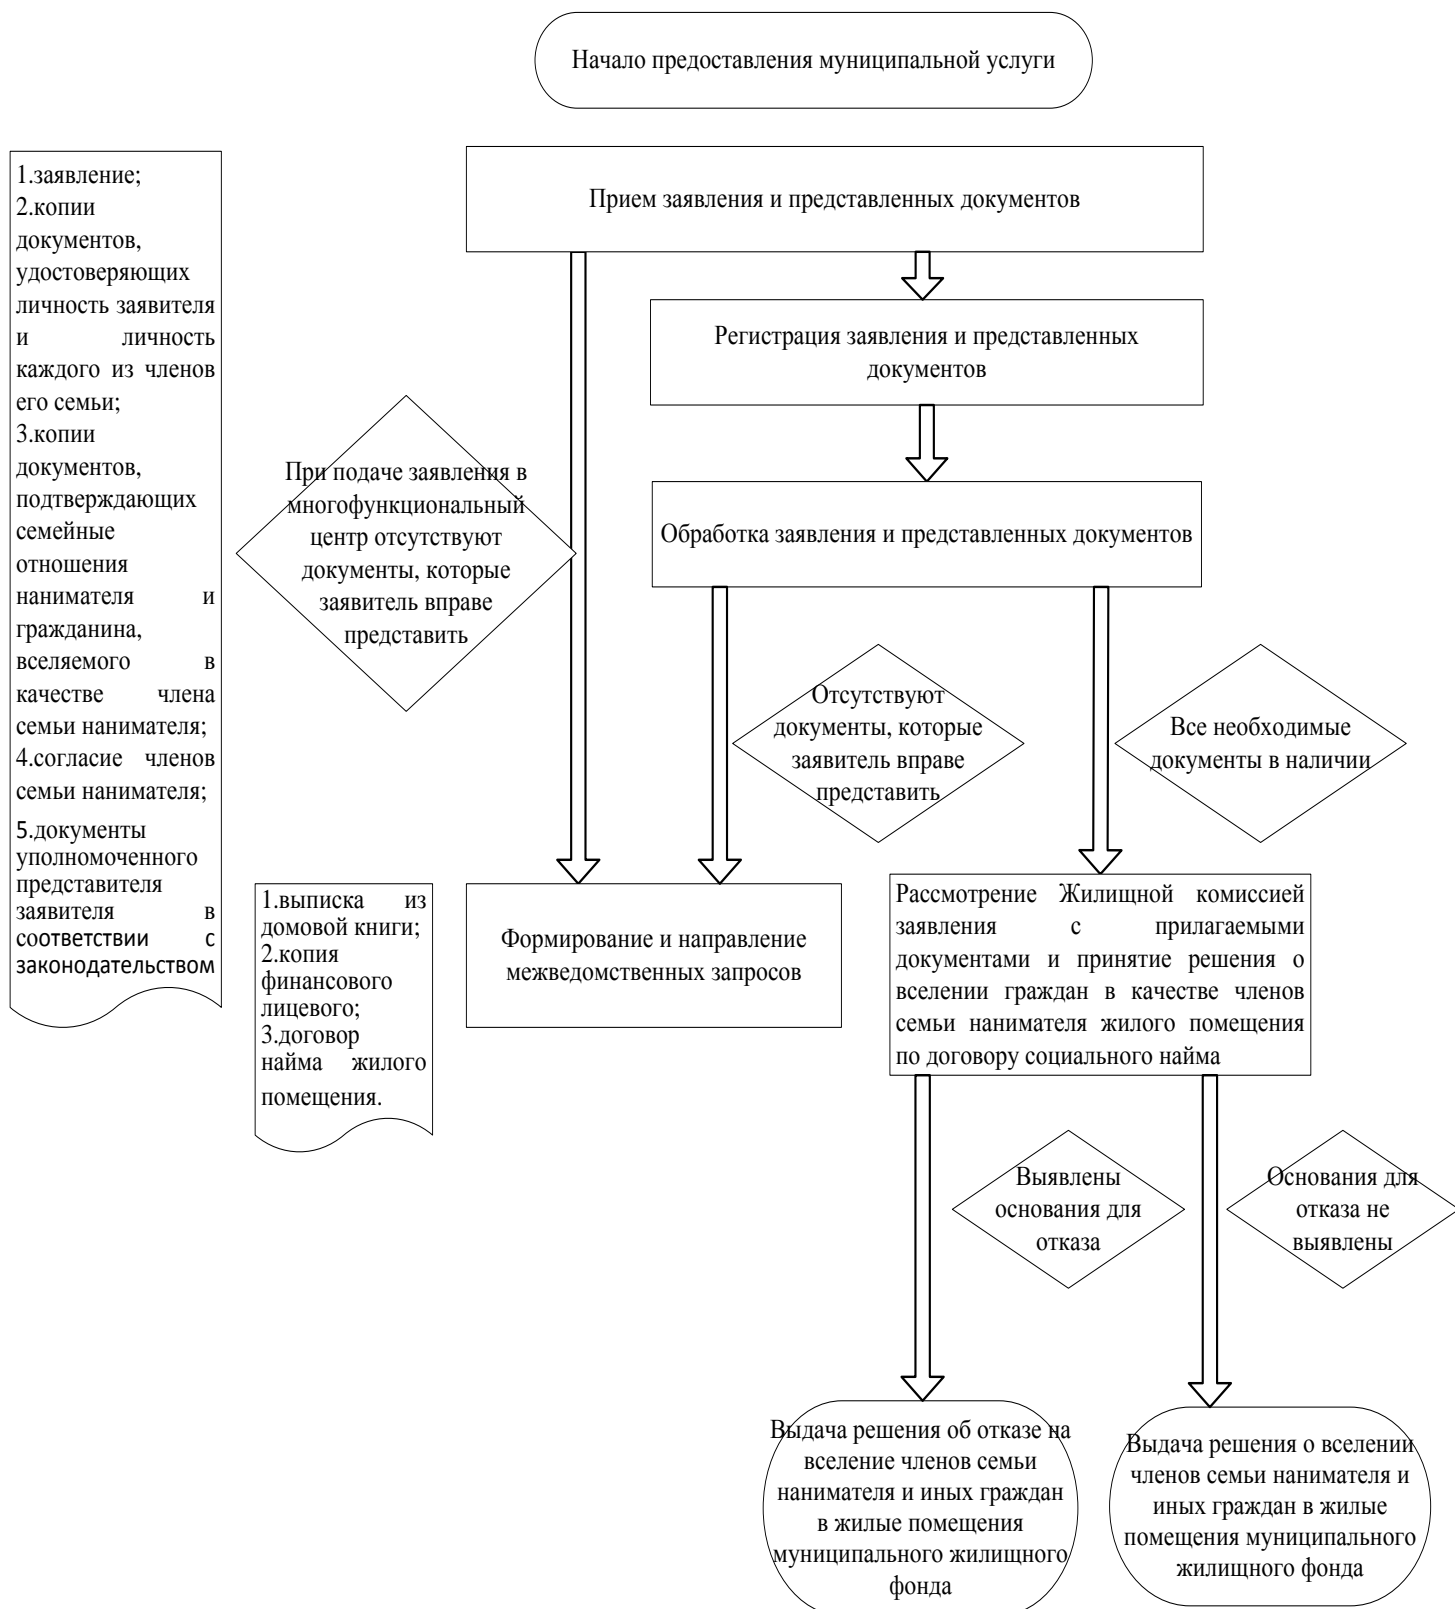 Начало предоставления муниципальной услуги
1.заявление;
2.копии
документов,
удостоверяющих
личность заявителя
и личность
каждого из членов
его семьи;
3.копии
документов,
подтверждающих
семейные
отношения
нанимателя и
гражданина,
вселяемого в
качестве члена
семьи нанимателя;
4.согласие членов
семьи нанимателя;
5.документы
уполномоченного
представителя
заявителя в
соответствии с
законодательством
Прием заявления и представленных документов
Регистрация заявления и представленных
документов
При подаче заявления в
многофункциональный
центр отсутствуют
документы, которые
заявитель вправе
представить
Обработка заявления и представленных документов
Отсутствуют
документы, которые
заявитель вправе
представить
Все необходимые
документы в наличии
1.выписка из
домовой книги;
2.копия
финансового
лицевого;
3.договор
найма жилого
помещения.
Формирование и направление
межведомственных запросов
Рассмотрение Жилищной комиссией
заявления с прилагаемыми
документами и принятие решения о
вселении граждан в качестве членов
семьи нанимателя жилого помещения
по договору социального найма
Выявлены
основания для
отказа
Основания для
отказа не
выявлены
Выдача решения об отказе на
вселение членов семьи
нанимателя и иных граждан
в жилые помещения
муниципального жилищного
фонда
Выдача решения о вселении
членов семьи нанимателя и
иных граждан в жилые
помещения муниципального
жилищного фонда